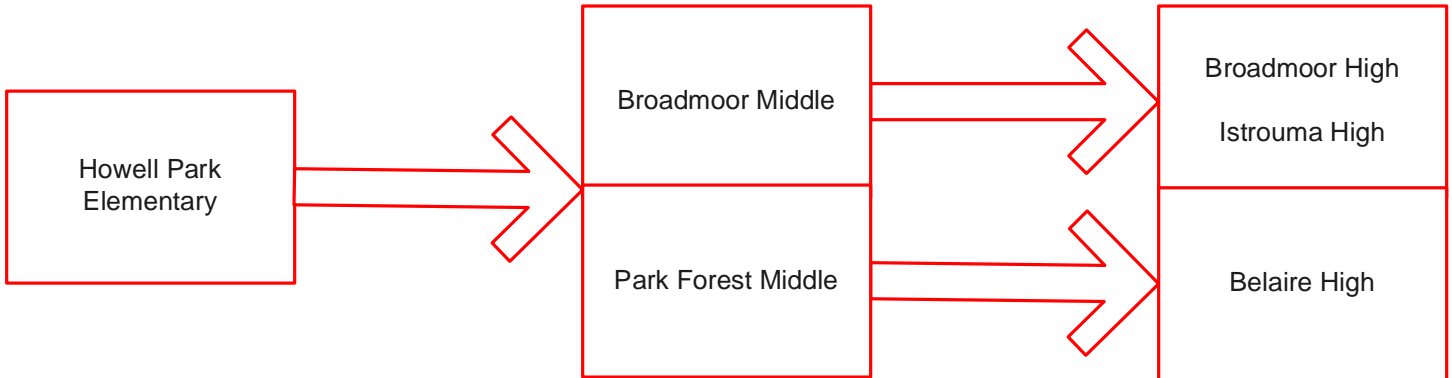 Howell Park
Elementary
Broadmoor Middle
Park Forest Middle
Broadmoor High
Istrouma High
Belaire High